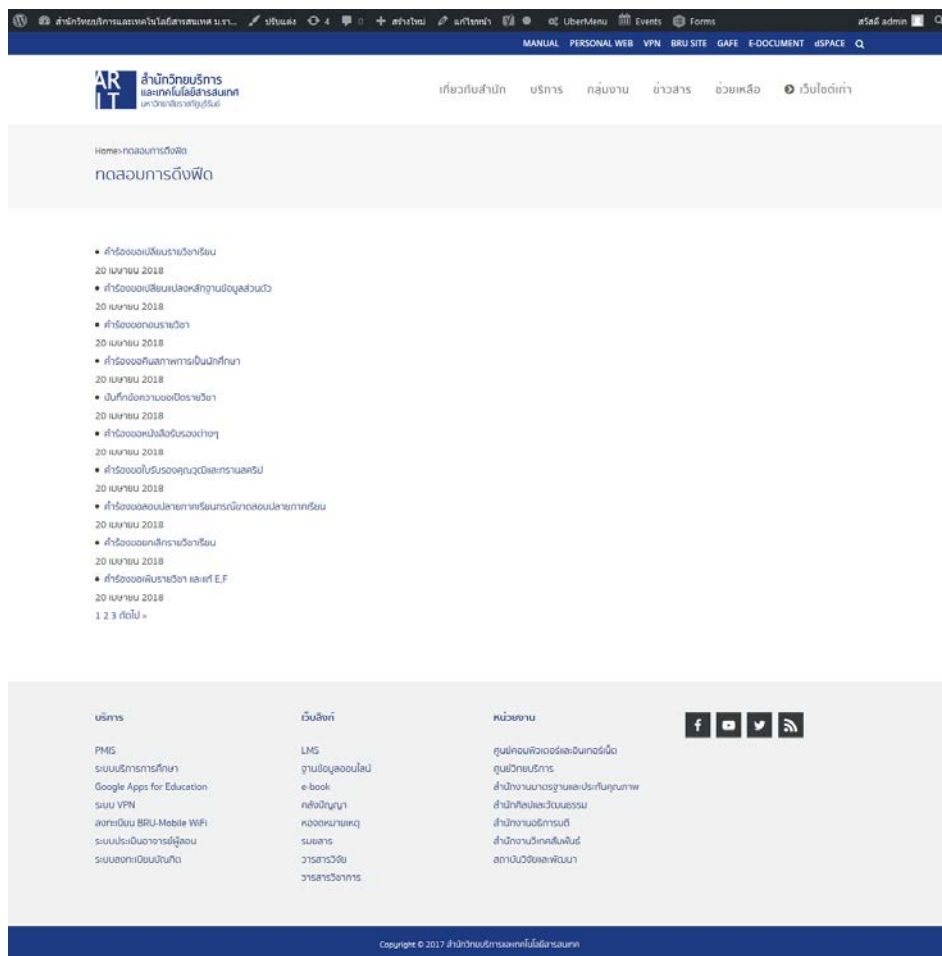 สำนักวิทยบริการและเทคโนโลยีสารสนเทศ ม.รา... ปรับแต่ง 4 0 สร้างใหม่ แก้ไขหน้า UberMenu Events Forms สวัสดี admin
MANUAL PERSONAL WEB VPN BRU SITE GAFE E-DOCUMENT dSPACE
ARIT สำนักวิทยบริการ
และเทคโนโลยีสารสนเทศ
มหาวิทยาลัยราชภัฏบุรีรัมย์
เกี่ยวกับสำนัก บริการ กลุ่มงาน ข่าวสาร ช่วยเหลือ เว็บไซต์เก่า
Home>ทดสอบการดึงฟีด
ทดสอบการดึงฟีด
• คำร้องขอเปลี่ยนรายวิชาเรียน
20 เมษายน 2018
• คำร้องขอเปลี่ยนแปลงหลักฐานข้อมูลส่วนตัว
20 เมษายน 2018
• คำร้องขอถอนรายวิชา
20 เมษายน 2018
• คำร้องขอคืนสภาพการเป็นนักศึกษา
20 เมษายน 2018
• บันทึกข้อความขอเปิดรายวิชา
20 เมษายน 2018
• คำร้องขอหนังสือรับรองต่างๆ
20 เมษายน 2018
• คำร้องขอใบรับรองคุณวุฒิและทรานสคริป
20 เมษายน 2018
• คำร้องขอสอบปลายภาคเรียนกรณีขาดสอบปลายภาคเรียน
20 เมษายน 2018
• คำร้องขอยกเลิกรายวิชาเรียน
20 เมษายน 2018
• คำร้องขอเพิ่มรายวิชา และแก้ E,F
20 เมษายน 2018
1 2 3 ถัดไป »
บริการ
PMIS
ระบบบริการการศึกษา
Google Apps for Education
ระบบ VPN
ลงทะเบียน BRU-Mobile WiFi
ระบบประเมินอาจารย์ผู้สอน
ระบบลงทะเบียนบัณฑิต
เว็บลิงก์
LMS
ฐานข้อมูลออนไลน์
e-book
คลังปัญญา
หอจดหมายเหตุ
รมยสาร
วารสารวิจัย
วารสารวิชาการ
หน่วยงาน
ศูนย์คอมพิวเตอร์และอินเทอร์เน็ต
ศูนย์วิทยบริการ
สำนักงานมาตรฐานและประกันคุณภาพ
สำนักศิลปะและวัฒนธรรม
สำนักงานอธิการบดี
สำนักงานวิเทศสัมพันธ์
สถาบันวิจัยและพัฒนา
Copyright © 2017 สำนักวิทยบริการและเทคโนโลยีสารสนเทศ